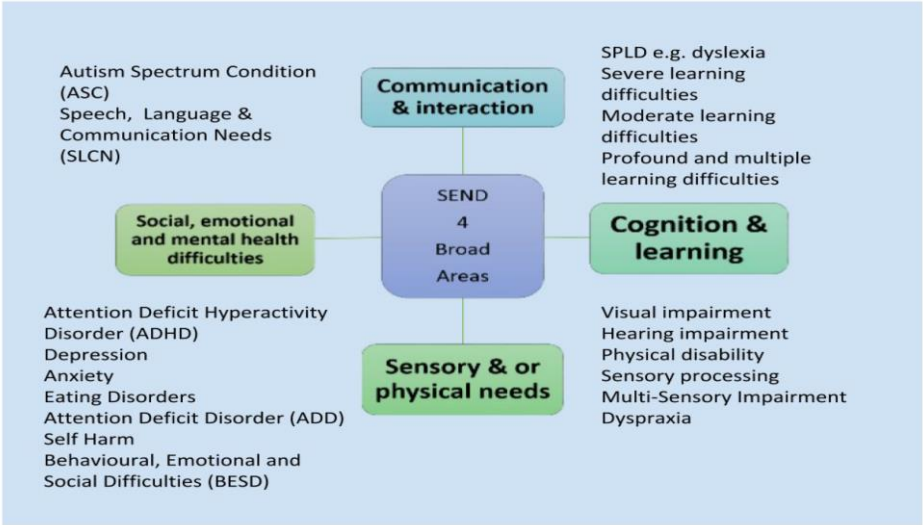 Autism Spectrum Condition
(ASC)
Speech, Language &
Communication Needs
(SLCN)
Communication
& interaction
SPLD e.g. dyslexia
Severe learning
difficulties
Moderate learning
difficulties
Profound and multiple
learning difficulties
Social, emotional
and mental health
difficulties
SEND
4
Broad
Areas
Cognition &
learning
Attention Deficit Hyperactivity
Disorder (ADHD)
Depression
Anxiety
Eating Disorders
Attention Deficit Disorder (ADD)
Self Harm
Behavioural, Emotional and
Social Difficulties (BESD)
Sensory & or
physical needs
Visual impairment
Hearing impairment
Physical disability
Sensory processing
Multi-Sensory Impairment
Dyspraxia